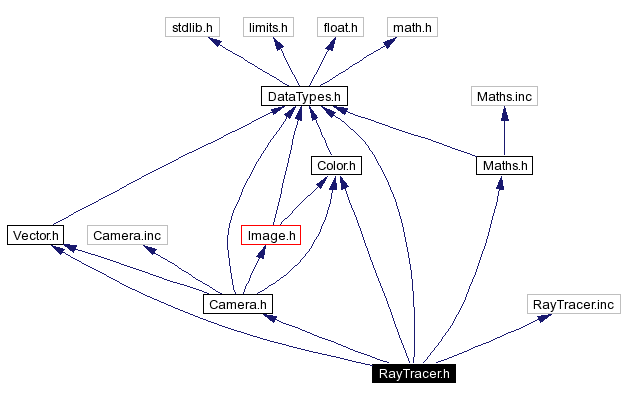 stdlib.h
limits.h
float.h
math.h
DataTypes.h
Maths.inc
Color.h
Maths.h
Vector.h
Camera.inc
Image.h
Camera.h
RayTracer.inc
RayTracer.h